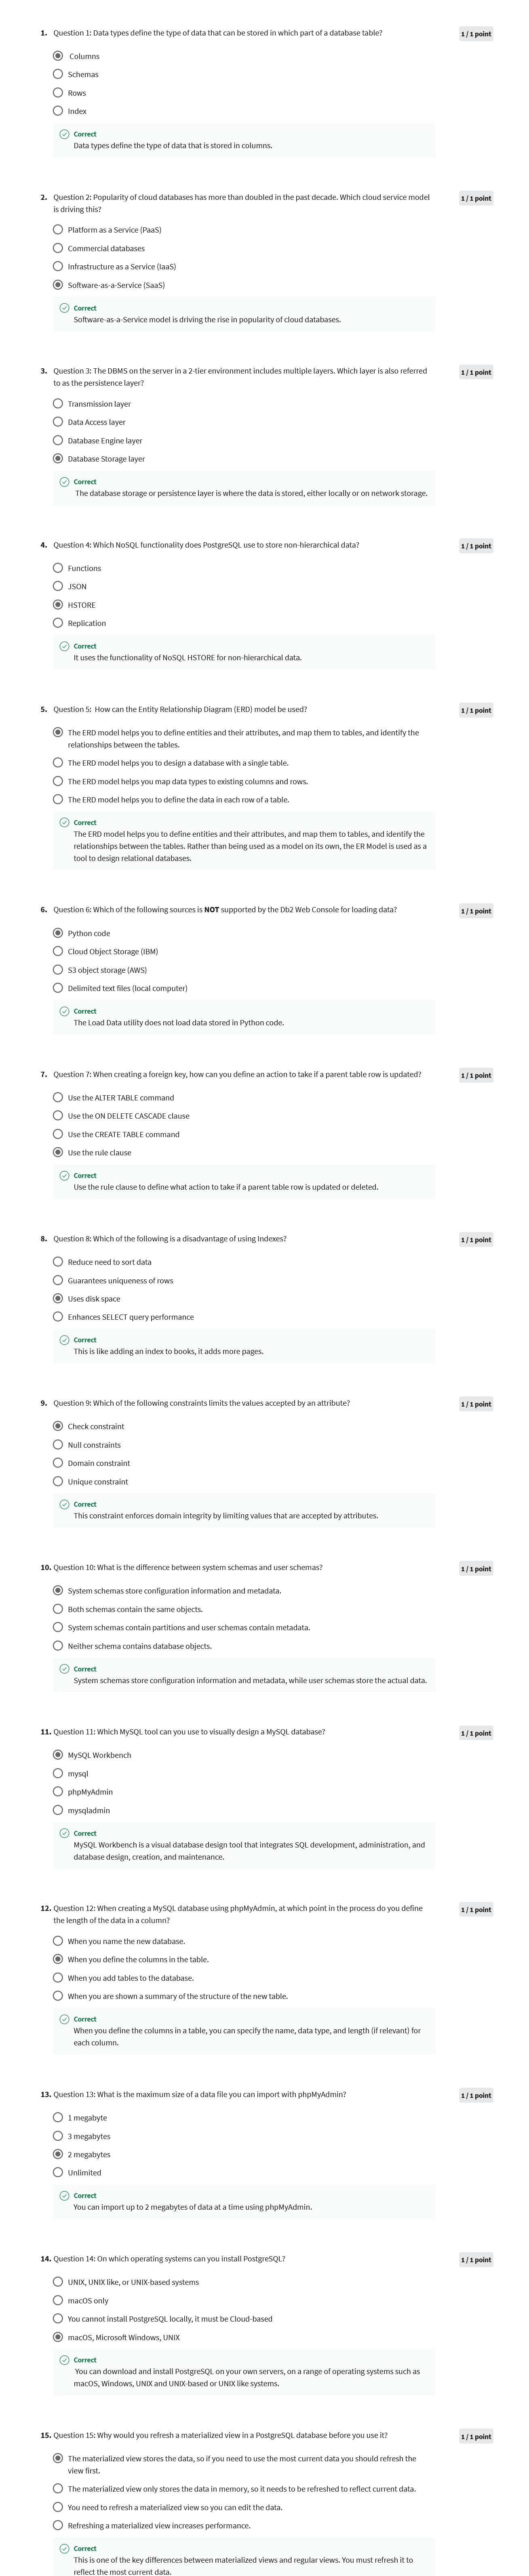 1. Question 1: Data types define the type of data that can be stored in which part of a database table?
1 / 1 point
Columns
Schemas
Rows
Index
Correct
Data types define the type of data that is stored in columns.
2. Question 2: Popularity of cloud databases has more than doubled in the past decade. Which cloud service model
is driving this?
1 / 1 point
Platform as a Service (PaaS)
Commercial databases
Infrastructure as a Service (IaaS)
Software-as-a-Service (SaaS)
Correct
Software-as-a-Service model is driving the rise in popularity of cloud databases.
3. Question 3: The DBMS on the server in a 2-tier environment includes multiple layers. Which layer is also referred
to as the persistence layer?
1 / 1 point
Transmission layer
Data Access layer
Database Engine layer
Database Storage layer
Correct
The database storage or persistence layer is where the data is stored, either locally or on network storage.
4. Question 4: Which NoSQL functionality does PostgreSQL use to store non-hierarchical data?
1 / 1 point
Functions
JSON
HSTORE
Replication
Correct
It uses the functionality of NoSQL HSTORE for non-hierarchical data.
5. Question 5: How can the Entity Relationship Diagram (ERD) model be used?
1 / 1 point
The ERD model helps you to define entities and their attributes, and map them to tables, and identify the
relationships between the tables.
The ERD model helps you to design a database with a single table.
The ERD model helps you map data types to existing columns and rows.
The ERD model helps you to define the data in each row of a table.
Correct
The ERD model helps you to define entities and their attributes, and map them to tables, and identify the
relationships between the tables. Rather than being used as a model on its own, the ER Model is used as a
tool to design relational databases.
6. Question 6: Which of the following sources is NOT supported by the Db2 Web Console for loading data?
1 / 1 point
Python code
Cloud Object Storage (IBM)
S3 object storage (AWS)
Delimited text files (local computer)
Correct
The Load Data utility does not load data stored in Python code.
7. Question 7: When creating a foreign key, how can you define an action to take if a parent table row is updated?
1 / 1 point
Use the ALTER TABLE command
Use the ON DELETE CASCADE clause
Use the CREATE TABLE command
Use the rule clause
Correct
Use the rule clause to define what action to take if a parent table row is updated or deleted.
8. Question 8: Which of the following is a disadvantage of using Indexes?
1 / 1 point
Reduce need to sort data
Guarantees uniqueness of rows
Uses disk space
Enhances SELECT query performance
Correct
This is like adding an index to books, it adds more pages.
9. Question 9: Which of the following constraints limits the values accepted by an attribute?
1 / 1 point
Check constraint
Null constraints
Domain constraint
Unique constraint
Correct
This constraint enforces domain integrity by limiting values that are accepted by attributes.
10. Question 10: What is the difference between system schemas and user schemas?
1 / 1 point
System schemas store configuration information and metadata.
Both schemas contain the same objects.
System schemas contain partitions and user schemas contain metadata.
Neither schema contains database objects.
Correct
System schemas store configuration information and metadata, while user schemas store the actual data.
11. Question 11: Which MySQL tool can you use to visually design a MySQL database?
1 / 1 point
MySQL Workbench
mysql
phpMyAdmin
mysqladmin
Correct
MySQL Workbench is a visual database design tool that integrates SQL development, administration, and
database design, creation, and maintenance.
12. Question 12: When creating a MySQL database using phpMyAdmin, at which point in the process do you define
the length of the data in a column?
1 / 1 point
When you name the new database.
When you define the columns in the table.
When you add tables to the database.
When you are shown a summary of the structure of the new table.
Correct
When you define the columns in a table, you can specify the name, data type, and length (if relevant) for
each column.
13. Question 13: What is the maximum size of a data file you can import with phpMyAdmin?
1 / 1 point
1 megabyte
3 megabytes
2 megabytes
Unlimited
Correct
You can import up to 2 megabytes of data at a time using phpMyAdmin.
14. Question 14: On which operating systems can you install PostgreSQL?
1 / 1 point
UNIX, UNIX like, or UNIX-based systems
macOS only
You cannot install PostgreSQL locally, it must be Cloud-based
macOS, Microsoft Windows, UNIX
Correct
You can download and install PostgreSQL on your own servers, on a range of operating systems such as
macOS, Windows, UNIX and UNIX-based or UNIX like systems.
15. Question 15: Why would you refresh a materialized view in a PostgreSQL database before you use it?
1 / 1 point
The materialized view stores the data, so if you need to use the most current data you should refresh the
view first.
The materialized view only stores the data in memory, so it needs to be refreshed to reflect current data.
You need to refresh a materialized view so you can edit the data.
Refreshing a materialized view increases performance.
Correct
This is one of the key differences between materialized views and regular views. You must refresh it to
reflect the most current data.